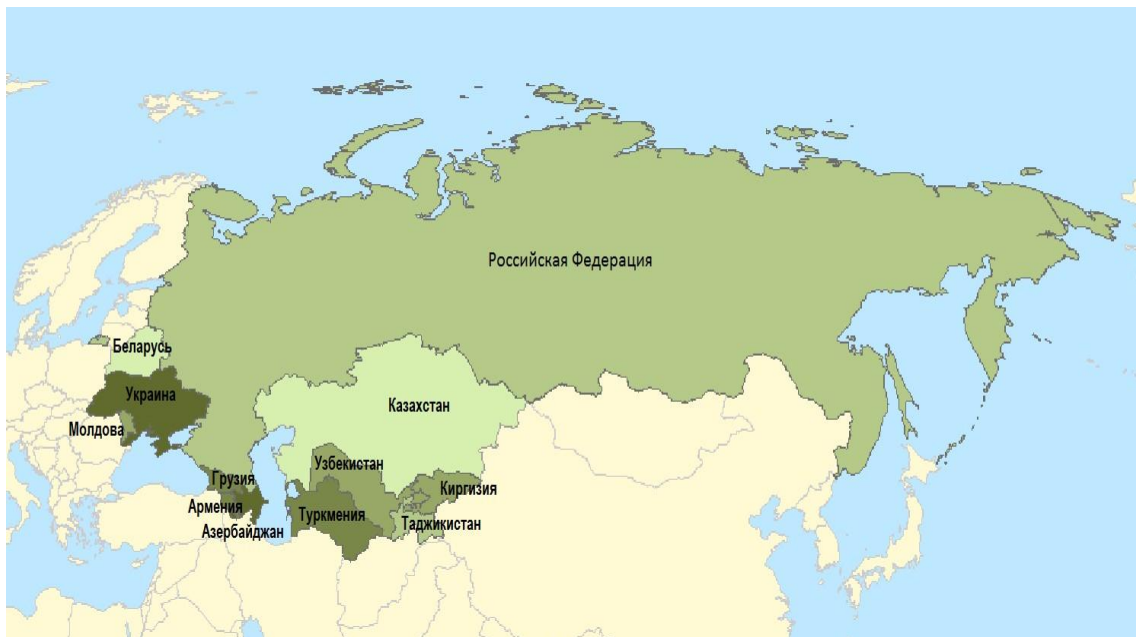 Российская Федерация
Беларусь
Украина
Казахстан
Молдова
Узбекистан
Грузия
Киргизия
Армения
Туркмения
Таджикистан
Азербайджан